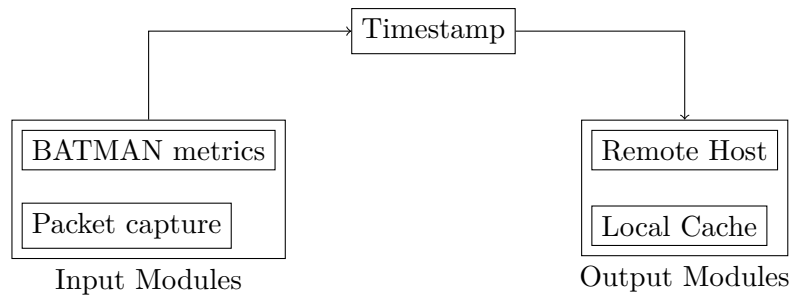 Timestamp
BATMAN metrics
Packet capture
Input Modules
Remote Host
Local Cache
Output Modules